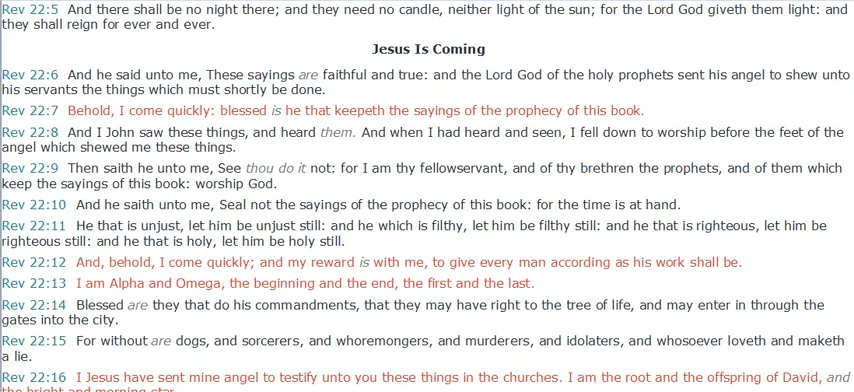 Rev 22:5 And there shall be no night there; and they need no candle, neither light of the sun; for the Lord God giveth them light: and
they shall reign for ever and ever.
Jesus Is Coming
Rev 22:6 And he said unto me, These sayings are faithful and true: and the Lord God of the holy prophets sent his angel to shew unto
his servants the things which must shortly be done.
Rev 22:7 Behold, I come quickly: blessed is he that keepeth the sayings of the prophecy of this book.
Rev 22:8 And I John saw these things, and heard them. And when I had heard and seen, I fell down to worship before the feet of the
angel which shewed me these things.
Rev 22:9 Then saith he unto me, See thou do it not: for I am thy fellowservant, and of thy brethren the prophets, and of them which
keep the sayings of this book: worship God.
Rev 22:10 And he saith unto me, Seal not the sayings of the prophecy of this book: for the time is at hand.
Rev 22:11 He that is unjust, let him be unjust still: and he which is filthy, let him be filthy still: and he that is righteous, let him be
righteous still: and he that is holy, let him be holy still.
Rev 22:12 And, behold, I come quickly; and my reward is with me, to give every man according as his work shall be.
Rev 22:13 I am Alpha and Omega, the beginning and the end, the first and the last.
Rev 22:14 Blessed are they that do his commandments, that they may have right to the tree of life, and may enter in through the
gates into the city.
Rev 22:15 For without are dogs, and sorcerers, and whoremongers, and murderers, and idolaters, and whosoever loveth and maketh
a lie.
Rev 22:16 I Jesus have sent mine angel to testify unto you these things in the churches. I am the root and the offspring of David, and
the bright and morning star.